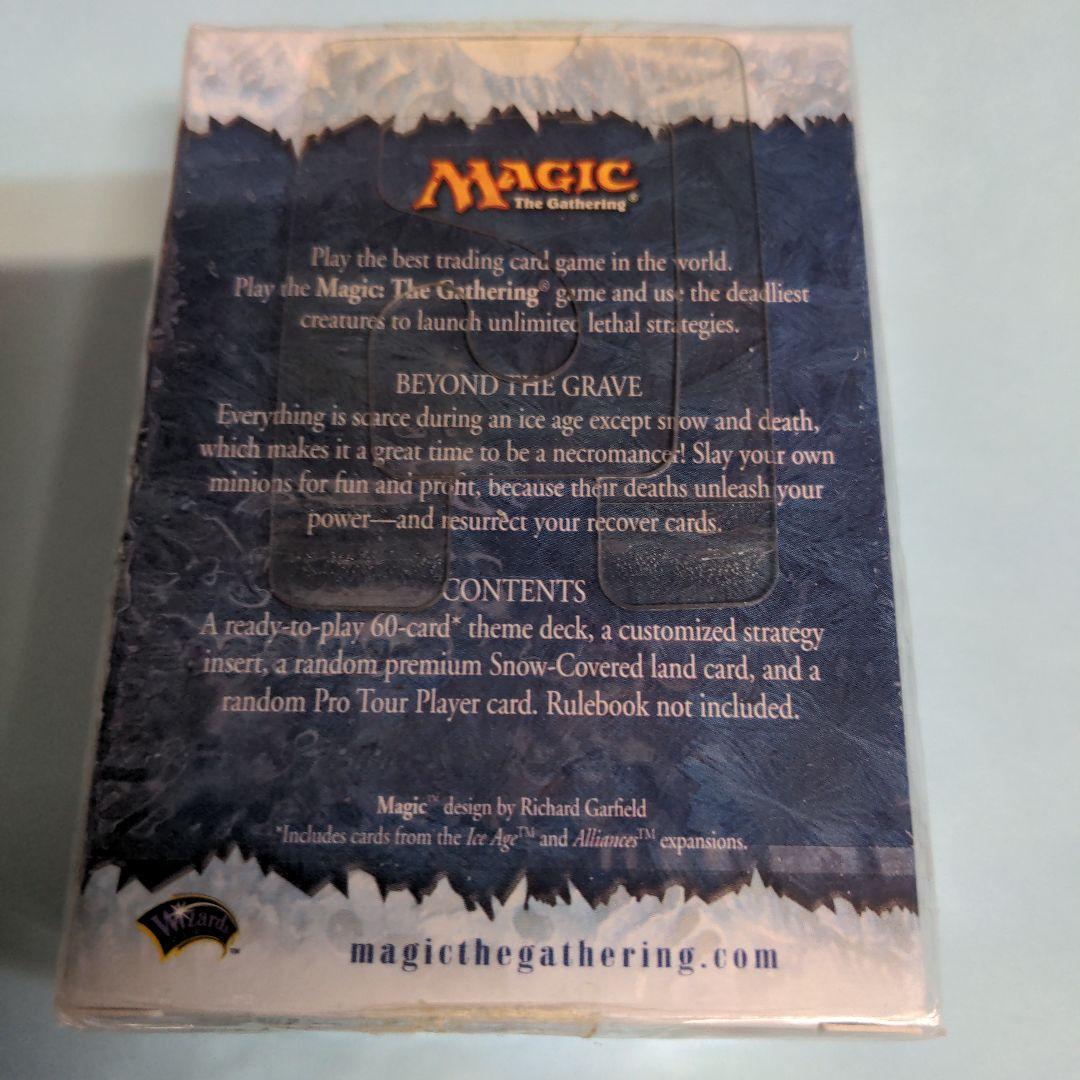 MAGIC
The Gathering®
Play the best trading card game in the world.
Play the Magic: The Gathering® game and use the deadliest
creatures to launch unlimited lethal strategies.
BEYOND THE GRAVE
Everything is scarce during an ice age except snow and death,
which makes it a great time to be a necromancer! Slay your own
minions for fun and profit, because their deaths unleash your
power—and resurrect your recover cards.
CONTENTS
A ready-to-play 60-card* theme deck, a customized strategy
insert, a random premium Snow-Covered land card, and a
random Pro Tour Player card. Rulebook not included.
Magic™ design by Richard Garfield
*Includes cards from the Ice Age™ and Alliances™ expansions.
Wizards™
magicthegathering.com